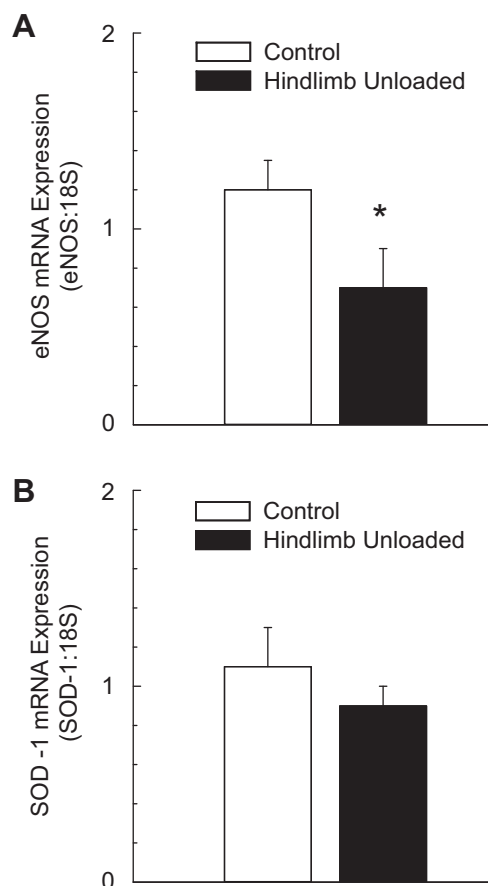 A
2
Control
Hindlimb Unloaded
eNOS mRNA Expression
(eNOS:18S)
1
*
0
B
2
Control
Hindlimb Unloaded
SOD -1 mRNA Expression
(SOD-1:18S)
1
0